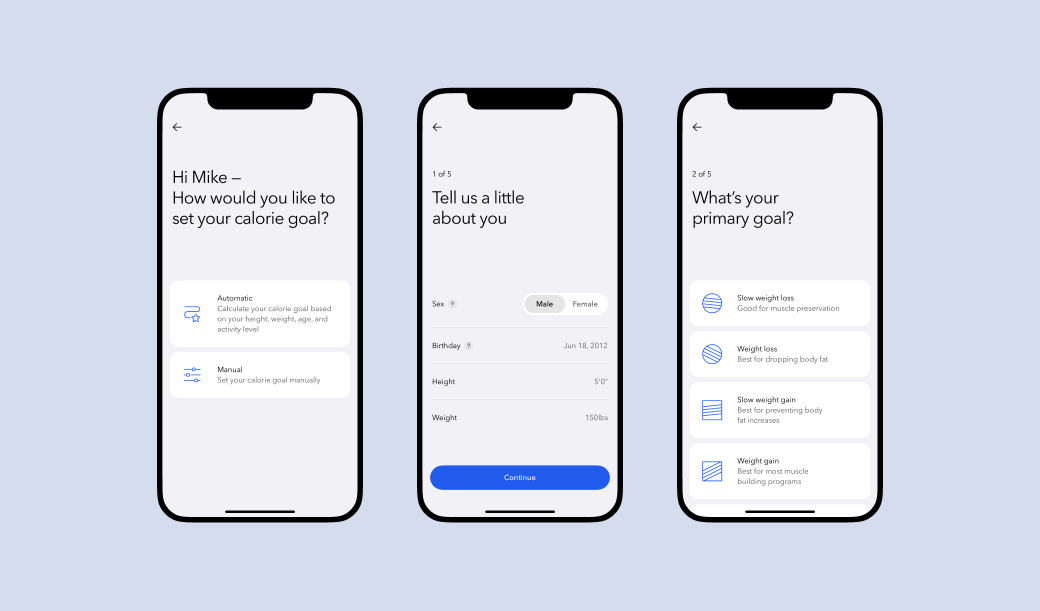 Hi Mike —
How would you like to
set your calorie goal?
Automatic
Calculate your calorie goal based
on your height, weight, age, and
activity level
Manual
Set your calorie goal manually
1 of 5
Tell us a little
about you
Sex ?
Male Female
Birthday ? Jun 18, 2012
Height 5'0"
Weight 150lbs
Continue
2 of 5
What's your
primary goal?
Slow weight loss
Good for muscle preservation
Weight loss
Best for dropping body fat
Slow weight gain
Best for preventing body
fat increases
Weight gain
Best for most muscle
building programs